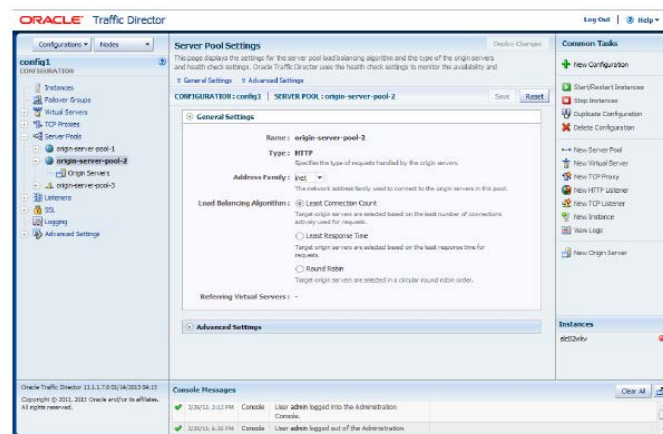 ORACLE Traffic Director
Log Out Help
Configurations Nodes
config1
CONFIGURATION
Instances
Failover Groups
Virtual Servers
TCP Proxies
Server Pools
origin-server-pool-1
origin-server-pool-2
Origin Servers
origin-server-pool-3
Listeners
SSL
Logging
Advanced Settings
Oracle Traffic Director 11.1.1.7.0 01/14/2013 04:13
Copyright © 2011, 2013 Oracle and/or its affiliates.
All rights reserved.
Server Pool Settings
Deploy Changes
This page displays the settings for the server pool load balancing algorithm and the type of the origin servers
and health check settings. Oracle Traffic Director uses the health check settings to monitor the availability and
General Settings Advanced Settings
CONFIGURATION : config1 SERVER POOL : origin-server-pool-2 Save Reset
General Settings
Name : origin-server-pool-2
Type : HTTP
Specifies the type of requests handled by the origin servers.
Address Family : inet
The network address family used to connect to the origin servers in this pool.
Load Balancing Algorithm : Least Connection Count
Target origin servers are selected based on the least number of connections
actively used for requests.
Least Response Time
Target origin servers are selected based on the least response time for
requests.
Round Robin
Target origin servers are selected in a circular round robin order.
Referring Virtual Servers : -
Advanced Settings
Common Tasks
New Configuration
Start/Restart Instances
Stop Instances
Duplicate Configuration
Delete Configuration
New Server Pool
New Virtual Server
New TCP Proxy
New HTTP Listener
New TCP Listener
New Instance
View Logs
New Origin Server
Instances
Console Messages
Clear All
Console User admin logged into the Administration
Console.
Console User admin logged out of the Administration